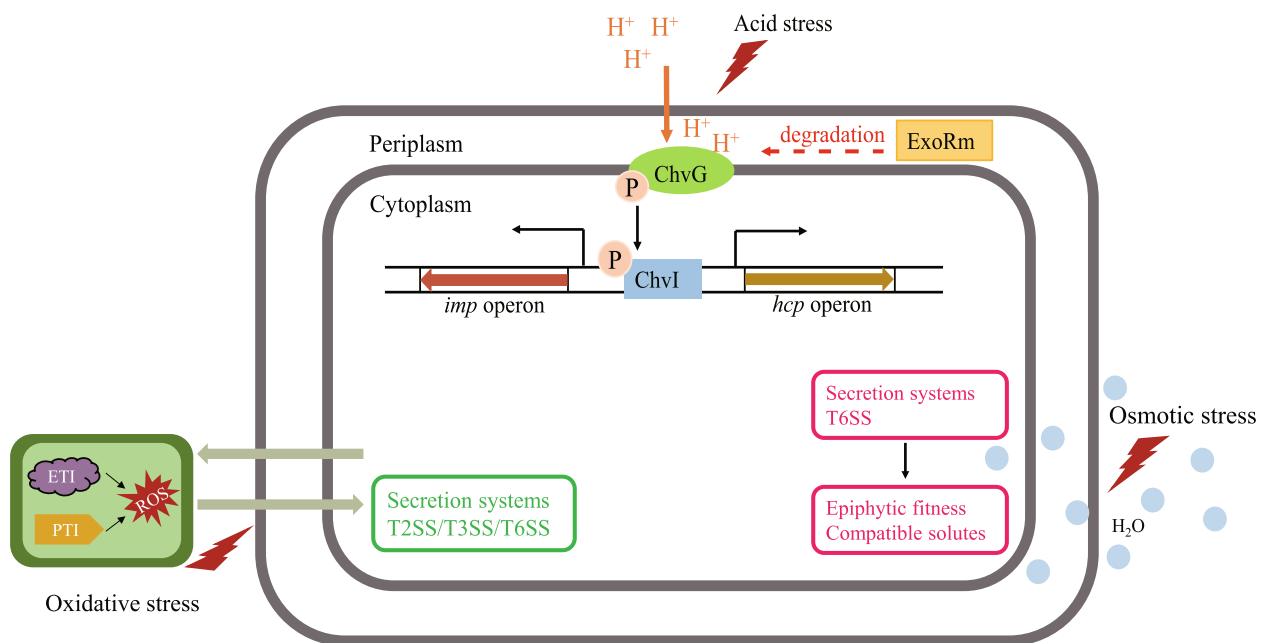 Acid stress
H⁺ H⁺
H⁺
H⁺
H⁺
degradation
ExoRm
Periplasm
ChvG
P
Cytoplasm
P
ChvI
imp operon
hcp operon
Secretion systems
T6SS
Osmotic stress
ETI
ROS
PTI
Secretion systems
T2SS/T3SS/T6SS
Epiphytic fitness
Compatible solutes
H₂O
Oxidative stress